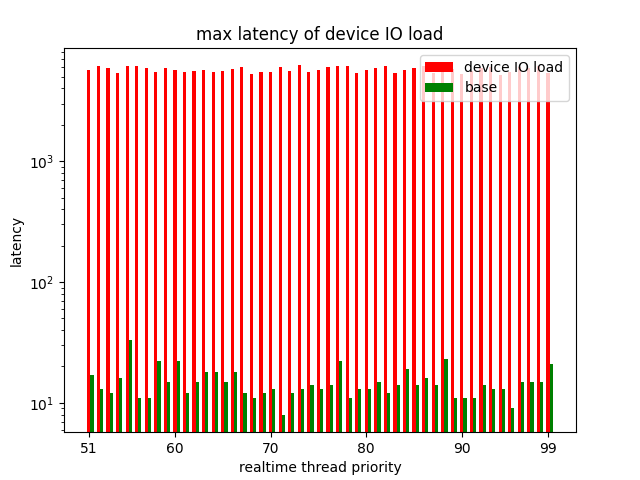 max latency of device IO load
device IO load
base
10³
10²
10¹
latency
51 60 70 80 90 99
realtime thread priority